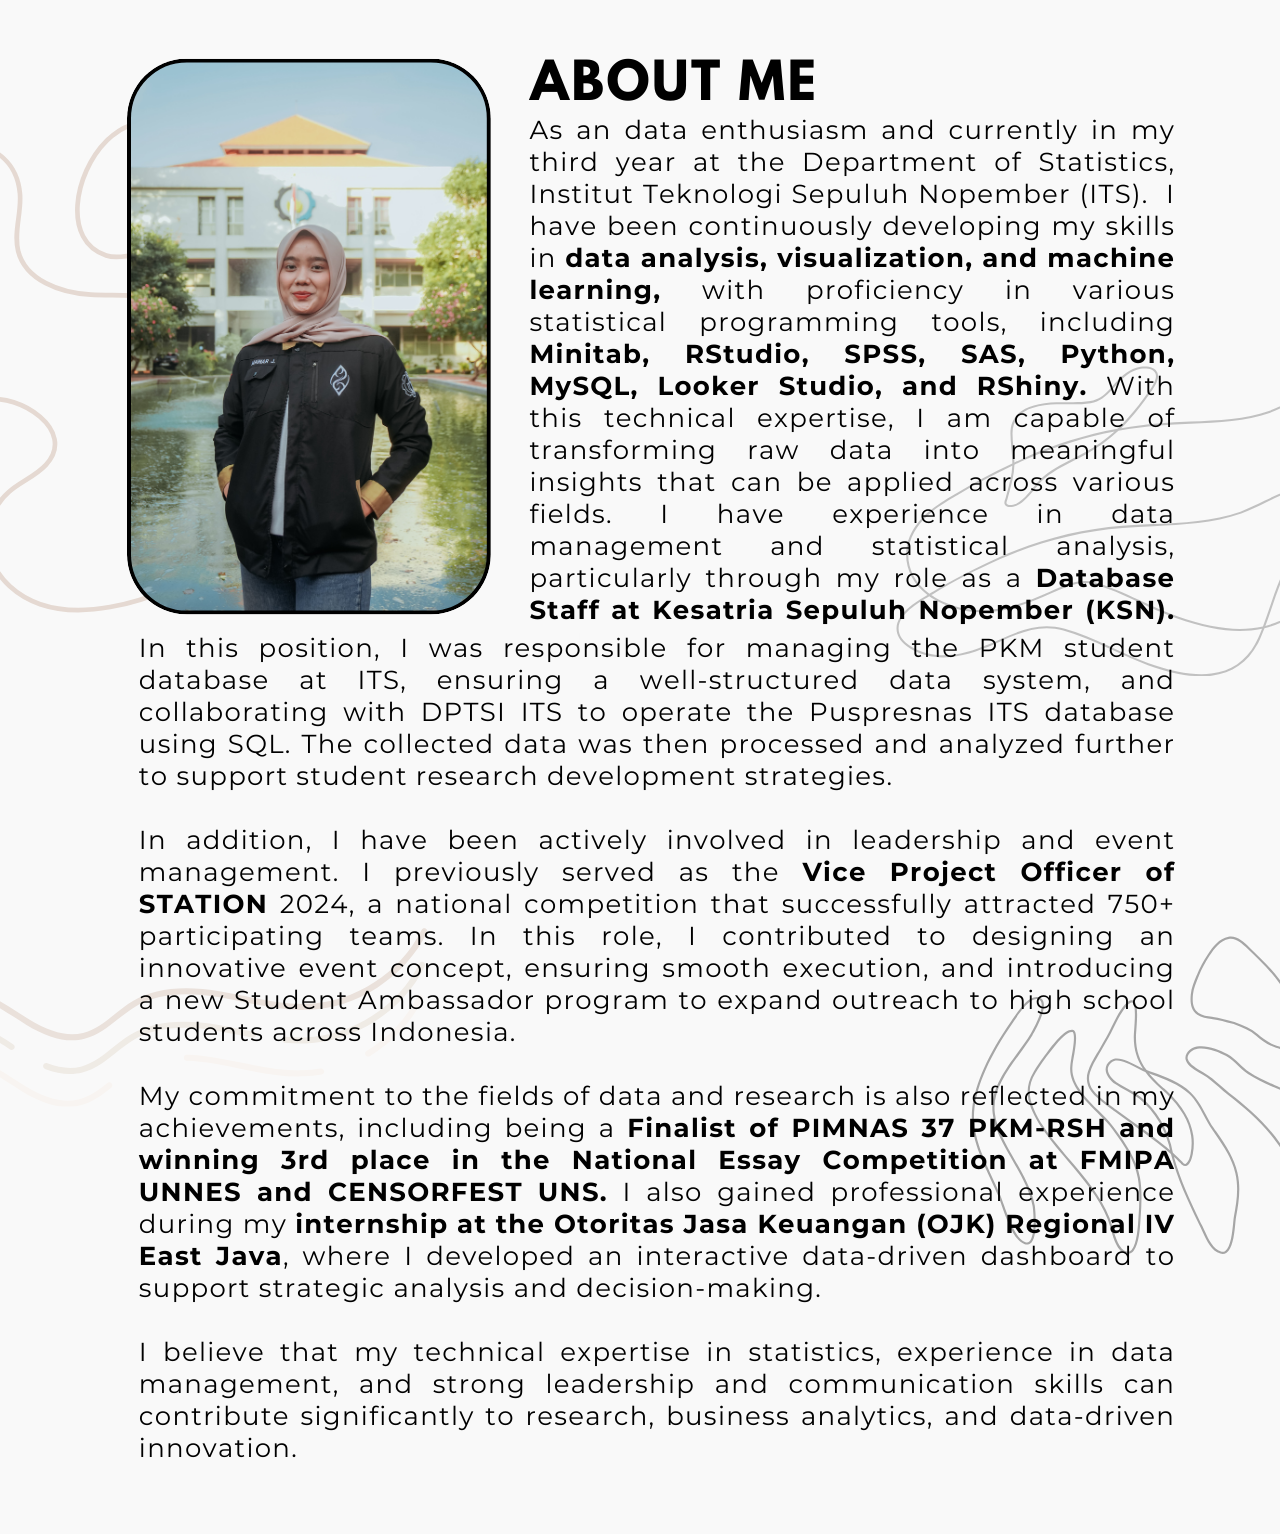 ABOUT ME
As an data enthusiasm and currently in my
third year at the Department of Statistics,
Institut Teknologi Sepuluh Nopember (ITS). I
have been continuously developing my skills
in data analysis, visualization, and machine
learning, with proficiency in various
statistical programming tools, including
Minitab, RStudio, SPSS, SAS, Python,
MySQL, Looker Studio, and RShiny. With
this technical expertise, I am capable of
transforming raw data into meaningful
insights that can be applied across various
fields. I have experience in data
management and statistical analysis,
particularly through my role as a Database
Staff at Kesatria Sepuluh Nopember (KSN).
In this position, I was responsible for managing the PKM student
database at ITS, ensuring a well-structured data system, and
collaborating with DPTSI ITS to operate the Puspresnas ITS database
using SQL. The collected data was then processed and analyzed further
to support student research development strategies.
In addition, I have been actively involved in leadership and event
management. I previously served as the Vice Project Officer of
STATION 2024, a national competition that successfully attracted 750+
participating teams. In this role, I contributed to designing an
innovative event concept, ensuring smooth execution, and introducing
a new Student Ambassador program to expand outreach to high school
students across Indonesia.
My commitment to the fields of data and research is also reflected in my
achievements, including being a Finalist of PIMNAS 37 PKM-RSH and
winning 3rd place in the National Essay Competition at FMIPA
UNNES and CENSORFEST UNS. I also gained professional experience
during my internship at the Otoritas Jasa Keuangan (OJK) Regional IV
East Java, where I developed an interactive data-driven dashboard to
support strategic analysis and decision-making.
I believe that my technical expertise in statistics, experience in data
management, and strong leadership and communication skills can
contribute significantly to research, business analytics, and data-driven
innovation.